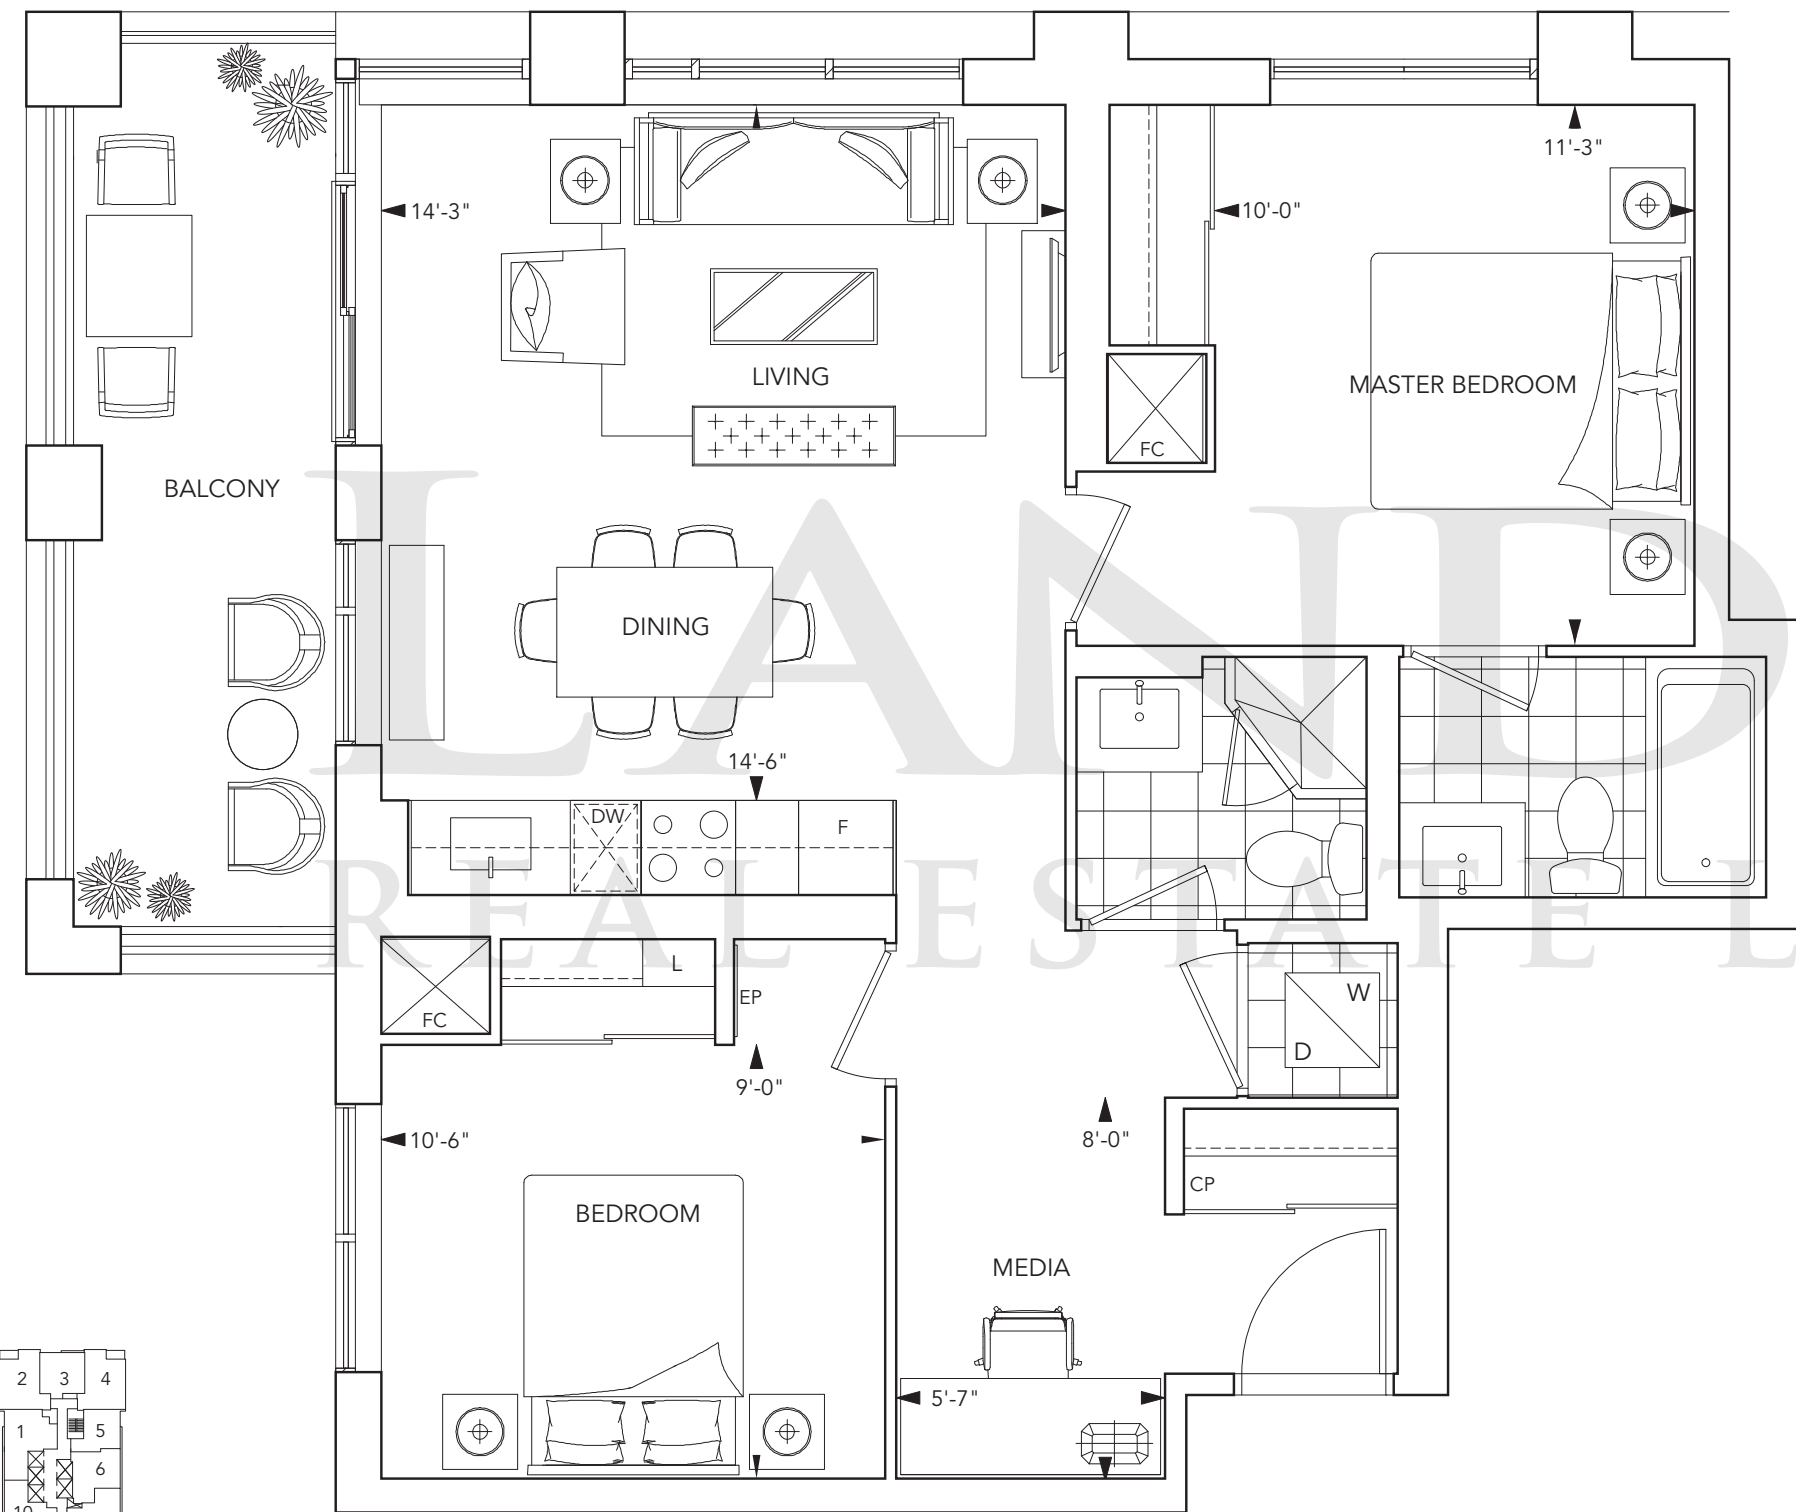 14'-3"
10'-0"
11'-3"
LIVING
MASTER BEDROOM
FC
BALCONY
LAND
DINING
14'-6"
DW
F
REAL ESTATE L
L
EP
FC
W
D
9'-0"
10'-6"
8'-0"
CP
BEDROOM
MEDIA
5'-7"
2 3 4
1 5
6
10